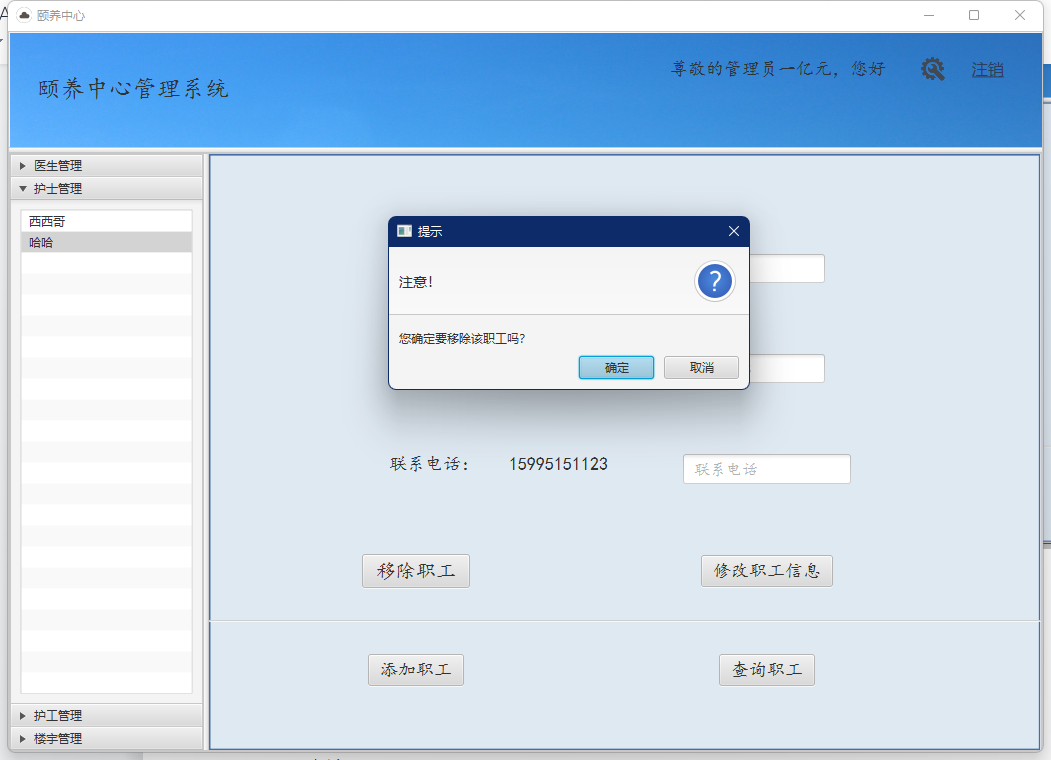 颐养中心
颐养中心管理系统
尊敬的管理员一亿元，您好
注销
医生管理
护士管理
西西哥
哈哈
护工管理
楼宇管理
提示
注意!
您确定要移除该职工吗?
确定
取消
联系电话：
15995151123
联系电话
移除职工
修改职工信息
添加职工
查询职工